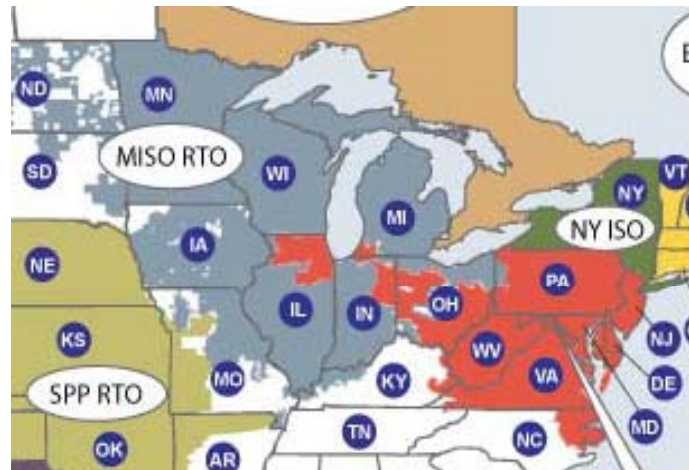 ND
MN
VT
MISO RTO
SD
WI
NY
MI
NY ISO
IA
NE
PA
IL
IN
OH
KS
WV
NJ
MO
KY
VA
DE
SPP RTO
MD
TN
NC
OK
AR